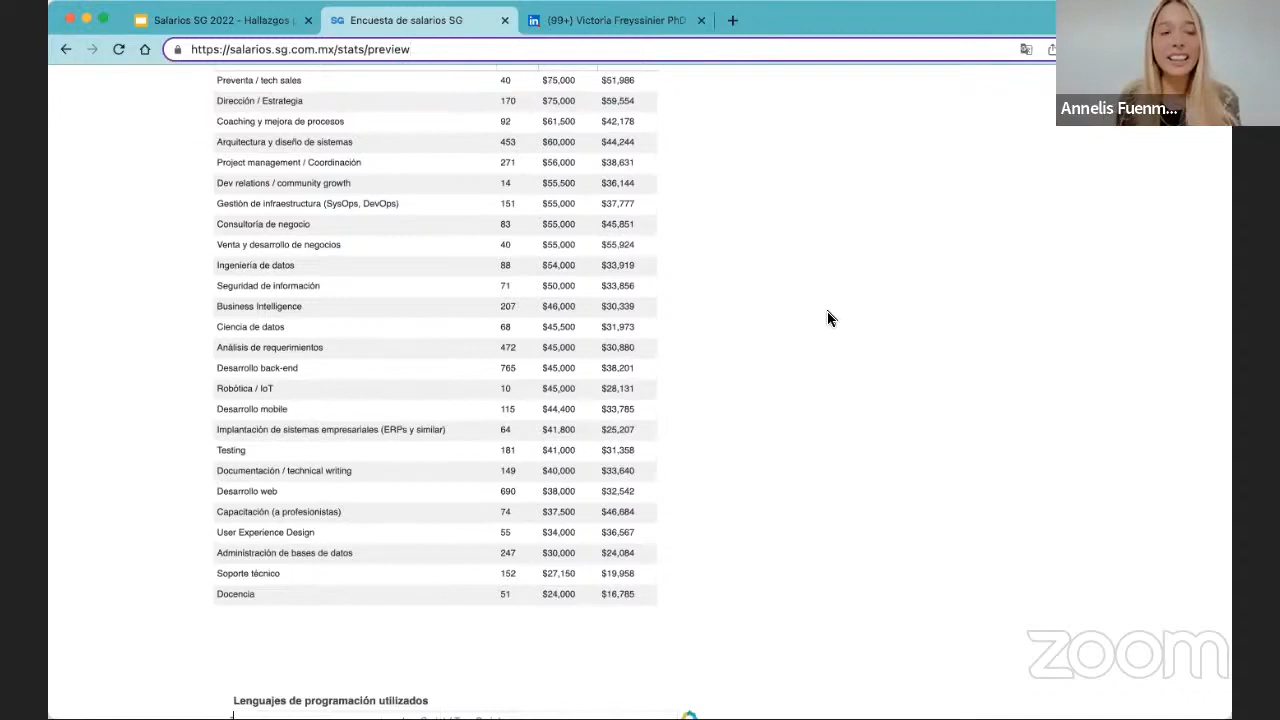 Salarios SG 2022 - Hallazgos
SG Encuesta de salarios SG
in (99+) Victoria Freyssinier PhD
https://salarios.sg.com.mx/stats/preview
Annelis Fuenm...
Preventa / tech sales 40 $75,000 $51,986
Dirección / Estrategia 170 $75,000 $59,554
Coaching y mejora de procesos 92 $61,500 $42,178
Arquitectura y diseño de sistemas 453 $60,000 $44,244
Project management / Coordinación 271 $56,000 $38,631
Dev relations / community growth 14 $55,500 $36,144
Gestión de infraestructura (SysOps, DevOps) 151 $55,000 $37,777
Consultoría de negocio 83 $55,000 $45,851
Venta y desarrollo de negocios 40 $55,000 $55,924
Ingeniería de datos 88 $54,000 $33,919
Seguridad de información 71 $50,000 $33,856
Business Intelligence 207 $46,000 $30,339
Ciencia de datos 68 $45,500 $31,973
Análisis de requerimientos 472 $45,000 $30,880
Desarrollo back-end 765 $45,000 $38,201
Robótica / IoT 10 $45,000 $28,131
Desarrollo mobile 115 $44,400 $33,785
Implantación de sistemas empresariales (ERPs y similar) 64 $41,800 $25,207
Testing 181 $41,000 $31,358
Documentación / technical writing 149 $40,000 $33,640
Desarrollo web 690 $38,000 $32,542
Capacitación (a profesionistas) 74 $37,500 $46,684
User Experience Design 55 $34,000 $36,567
Administración de bases de datos 247 $30,000 $24,084
Soporte técnico 152 $27,150 $19,958
Docencia 51 $24,000 $16,785
zoom
Lenguajes de programación utilizados